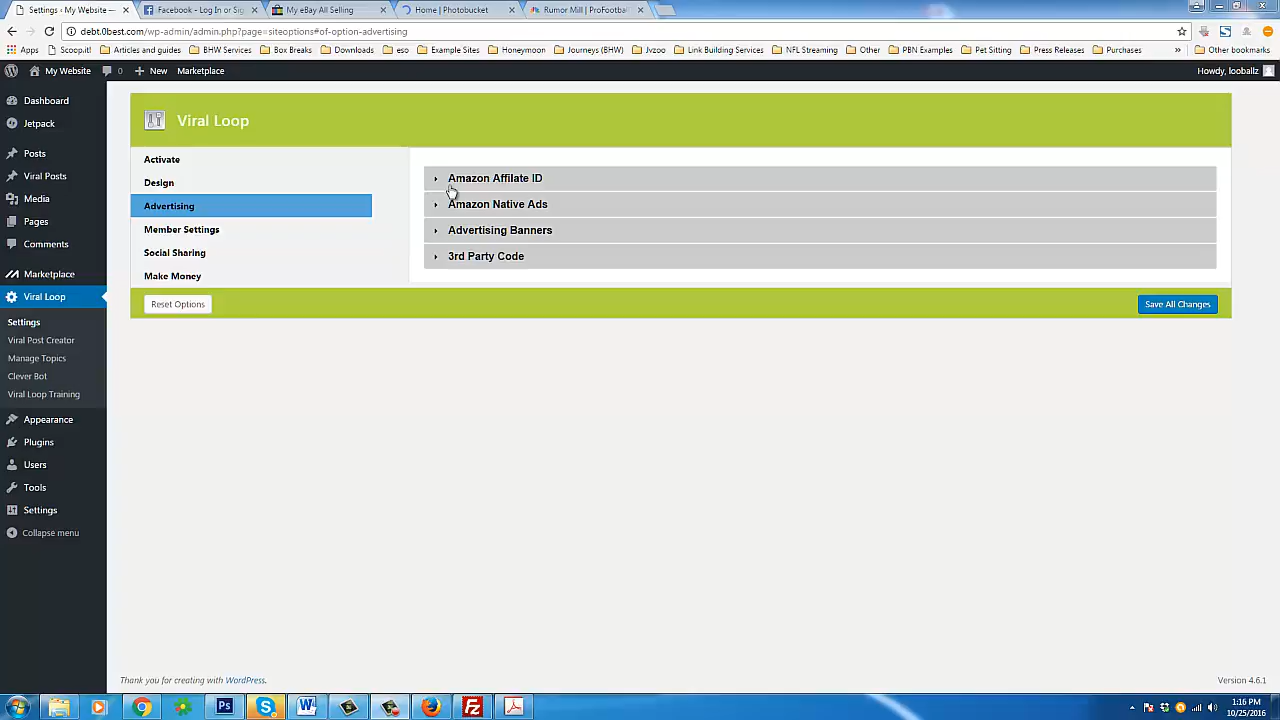 Settings ‹ My Website —
Facebook - Log In or Sig
My eBay All Selling
Home | Photobucket
Rumor Mill | ProFootball
debt.0best.com/wp-admin/admin.php?page=siteoptions#of-option-advertising
Apps
Scoop.it!
Articles and guides
BHW Services
Box Breaks
Downloads
eso
Example Sites
Honeymoon
Journeys (BHW)
Jvzoo
Link Building Services
NFL Streaming
Other
PBN Examples
Pet Sitting
Press Releases
Purchases
»
Other bookmarks
My Website
0
New
Marketplace
Howdy, looballz
Dashboard
Jetpack
Posts
Viral Posts
Media
Pages
Comments
Marketplace
Viral Loop
Settings
Viral Post Creator
Manage Topics
Clever Bot
Viral Loop Training
Appearance
Plugins
Users
Tools
Settings
Collapse menu
Viral Loop
Activate
Design
Advertising
Member Settings
Social Sharing
Make Money
Amazon Affilate ID
Amazon Native Ads
Advertising Banners
3rd Party Code
Reset Options
Save All Changes
Thank you for creating with WordPress.
Version 4.6.1
1:16 PM
10/25/2016